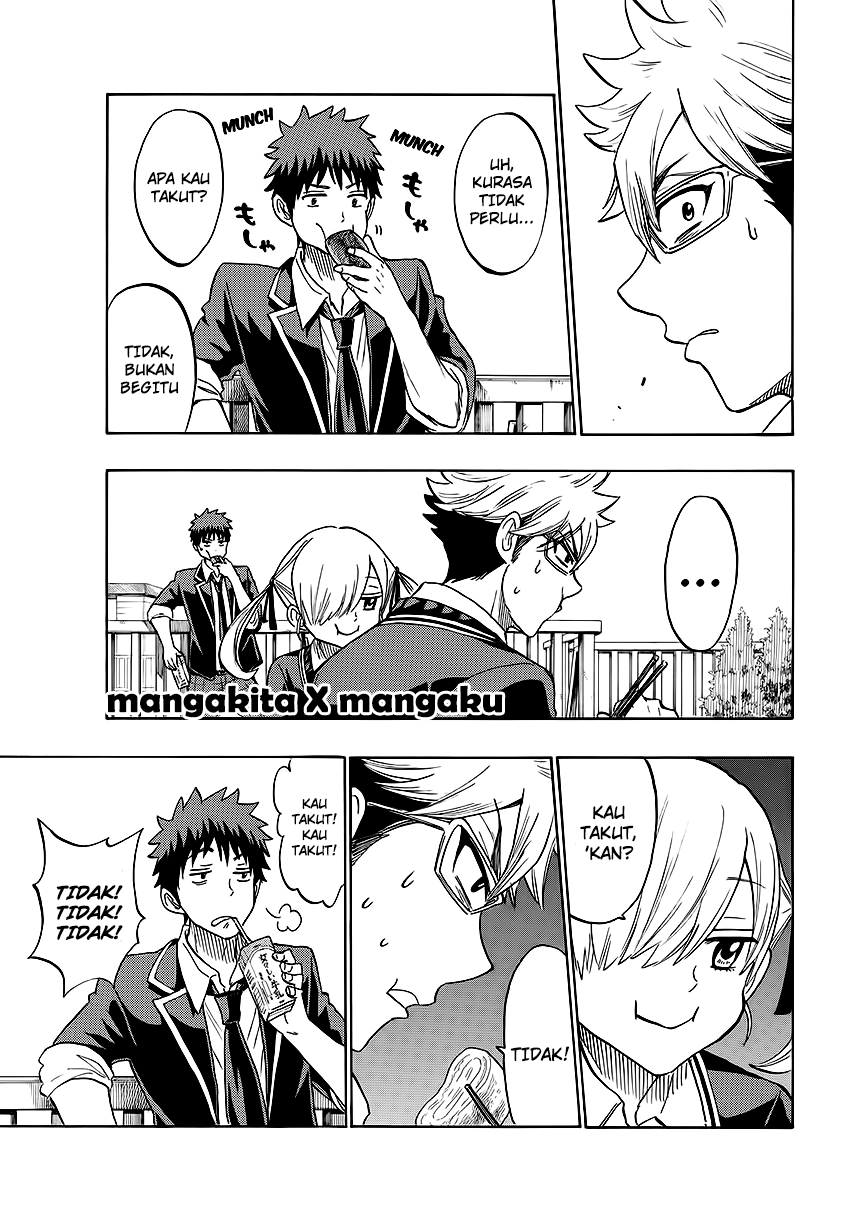 UH,
KURASA
TIDAK
PERLU...
MUNCH
もしゃ
MUNCH
もしゃ
APA KAU
TAKUT?
TIDAK,
BUKAN
BEGITU
...
mangakita X mangaku
KAU
TAKUT,
'KAN?
TIDAK!
KAU
TAKUT!
KAU
TAKUT!
TIDAK!
TIDAK!
TIDAK!